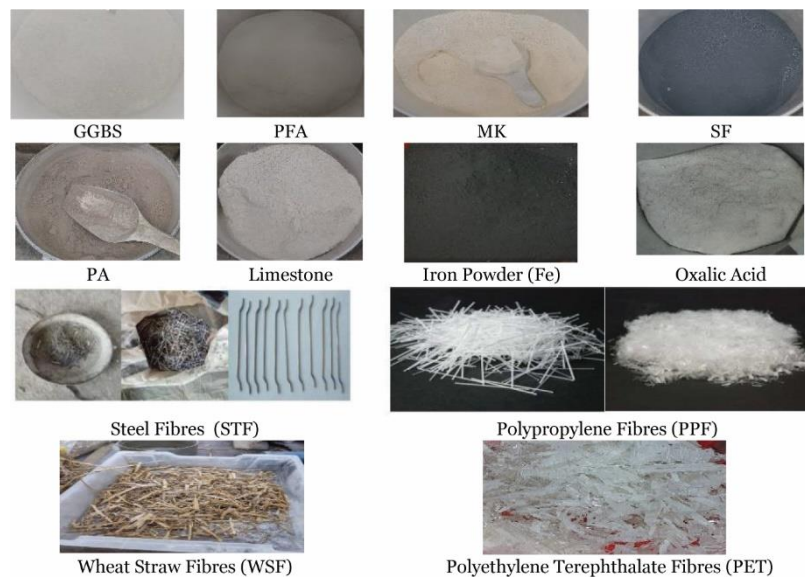 GGBS
PFA
MK
SF
PA
Limestone
Iron Powder (Fe)
Oxalic Acid
Steel Fibres (STF)
Polypropylene Fibres (PPF)
Wheat Straw Fibres (WSF)
Polyethylene Terephthalate Fibres (PET)